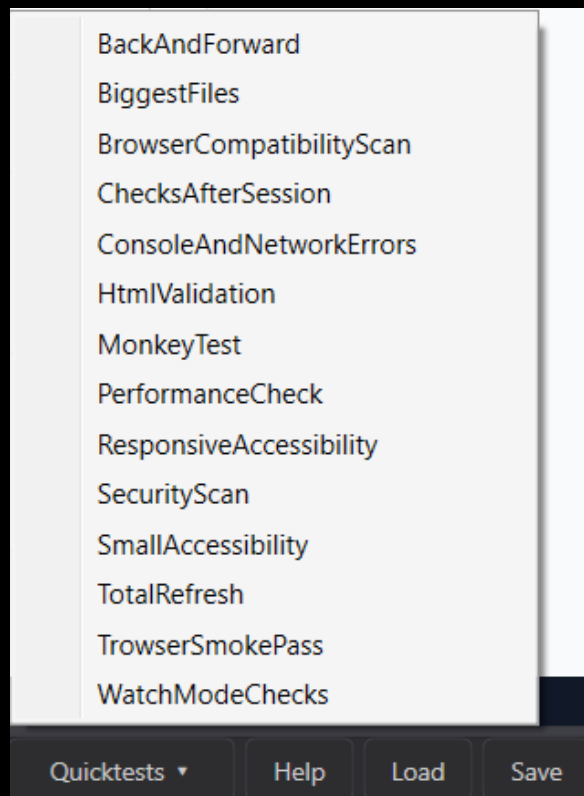 BackAndForward
BiggestFiles
BrowserCompatibilityScan
ChecksAfterSession
ConsoleAndNetworkErrors
HtmlValidation
MonkeyTest
PerformanceCheck
ResponsiveAccessibility
SecurityScan
SmallAccessibility
TotalRefresh
TrowserSmokePass
WatchModeChecks
Quicktests ▾ Help Load Save